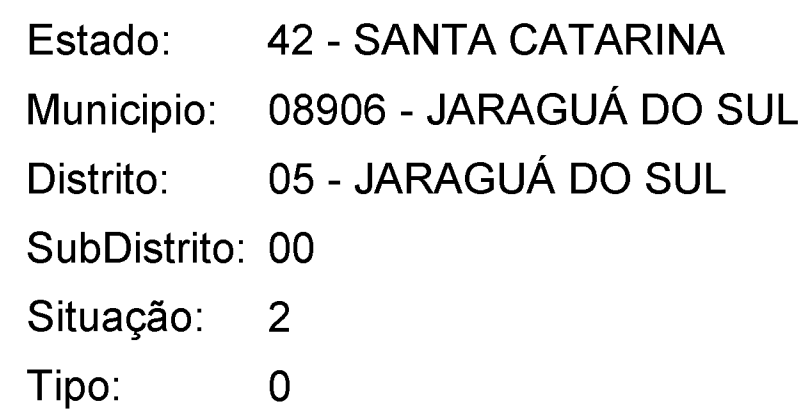 Estado: 42 - SANTA CATARINA
Municipio: 08906 - JARAGUÁ DO SUL
Distrito: 05 - JARAGUÁ DO SUL
SubDistrito: 00
Situação: 2
Tipo: 0